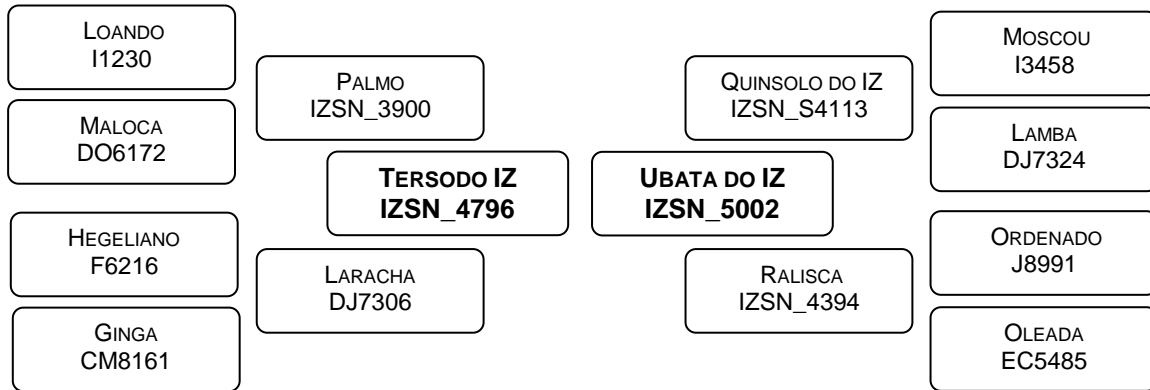 LOANDO
I1230
MALOCA
DO6172
HEGELIANO
F6216
GINGA
CM8161
PALMO
IZSN_3900
LARACHA
DJ7306
TERSODO IZ
IZSN_4796
UBATA DO IZ
IZSN_5002
QUINSOLO DO IZ
IZSN_S4113
RALISCA
IZSN_4394
MOSCOU
I3458
LAMBA
DJ7324
ORDENADO
J8991
OLEADA
EC5485